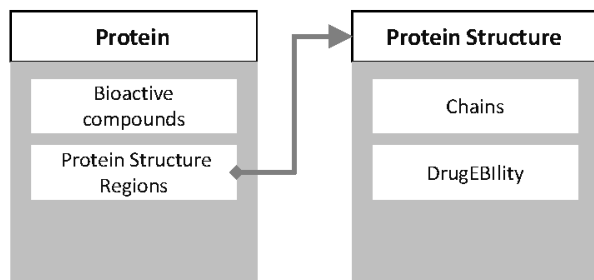 Protein
Bioactive
compounds
Protein Structure
Regions
Protein Structure
Chains
DrugEBIlity